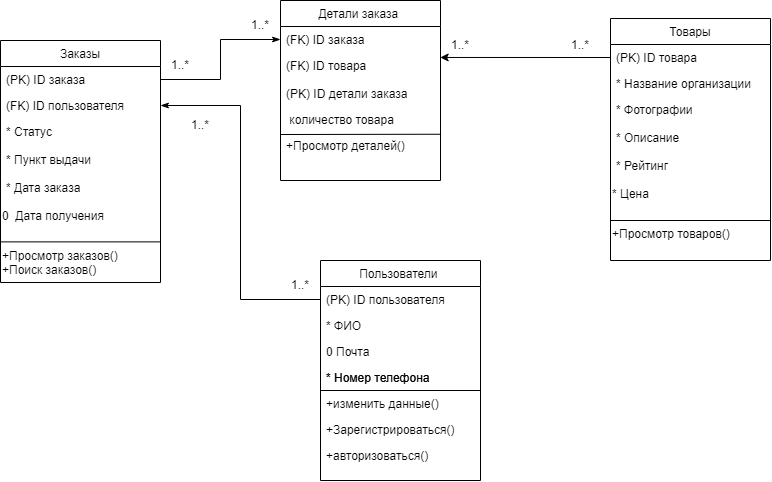 Детали заказа
(FK) ID заказа
(FK) ID товара
(PK) ID детали заказа
количество товара
+Просмотр деталей()
1..*
1..*
Заказы
(PK) ID заказа
(FK) ID пользователя
* Статус
* Пункт выдачи
* Дата заказа
0 Дата получения
+Просмотр заказов()
+Поиск заказов()
1..*
1..*
Товары
(PK) ID товара
* Название организации
* Фотографии
* Описание
* Рейтинг
* Цена
+Просмотр товаров()
1..*
1..*
Пользователи
(PK) ID пользователя
* ФИО
0 Почта
* Номер телефона
+изменить данные()
+Зарегистрироваться()
+авторизоваться()
1..*
1..*